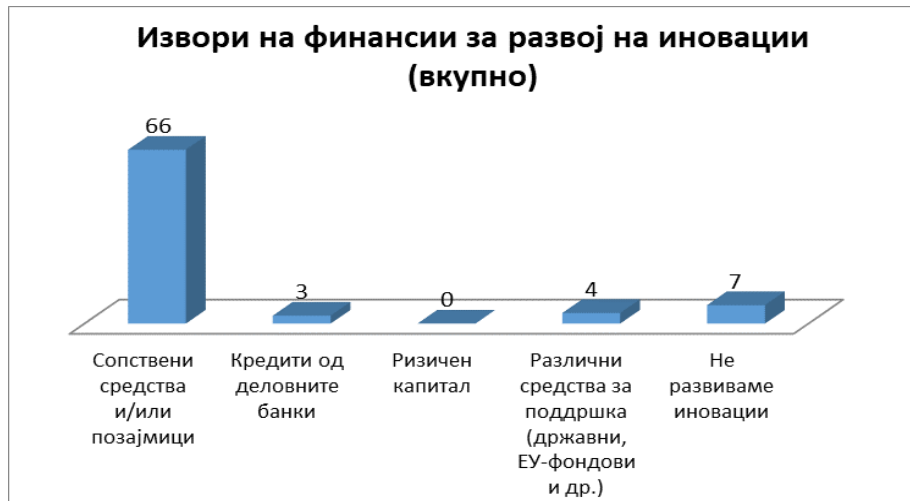 Извори на финансии за развој на иновации
(вкупно)
66
3
0
4
7
Сопствени
средства
и/или
позајмици
Кредити од
деловните
банки
Ризичен
капитал
Различни
средства за
поддршка
(државни,
ЕУ-фондови
и др.)
Не
развиваме
иновации